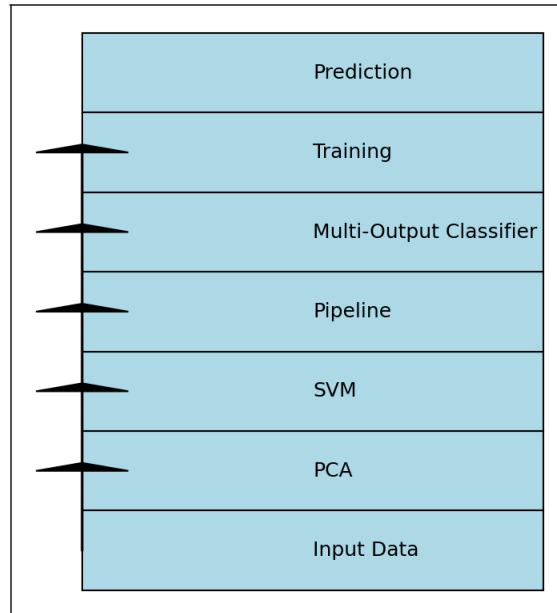 Prediction
Training
Multi-Output Classifier
Pipeline
SVM
PCA
Input Data